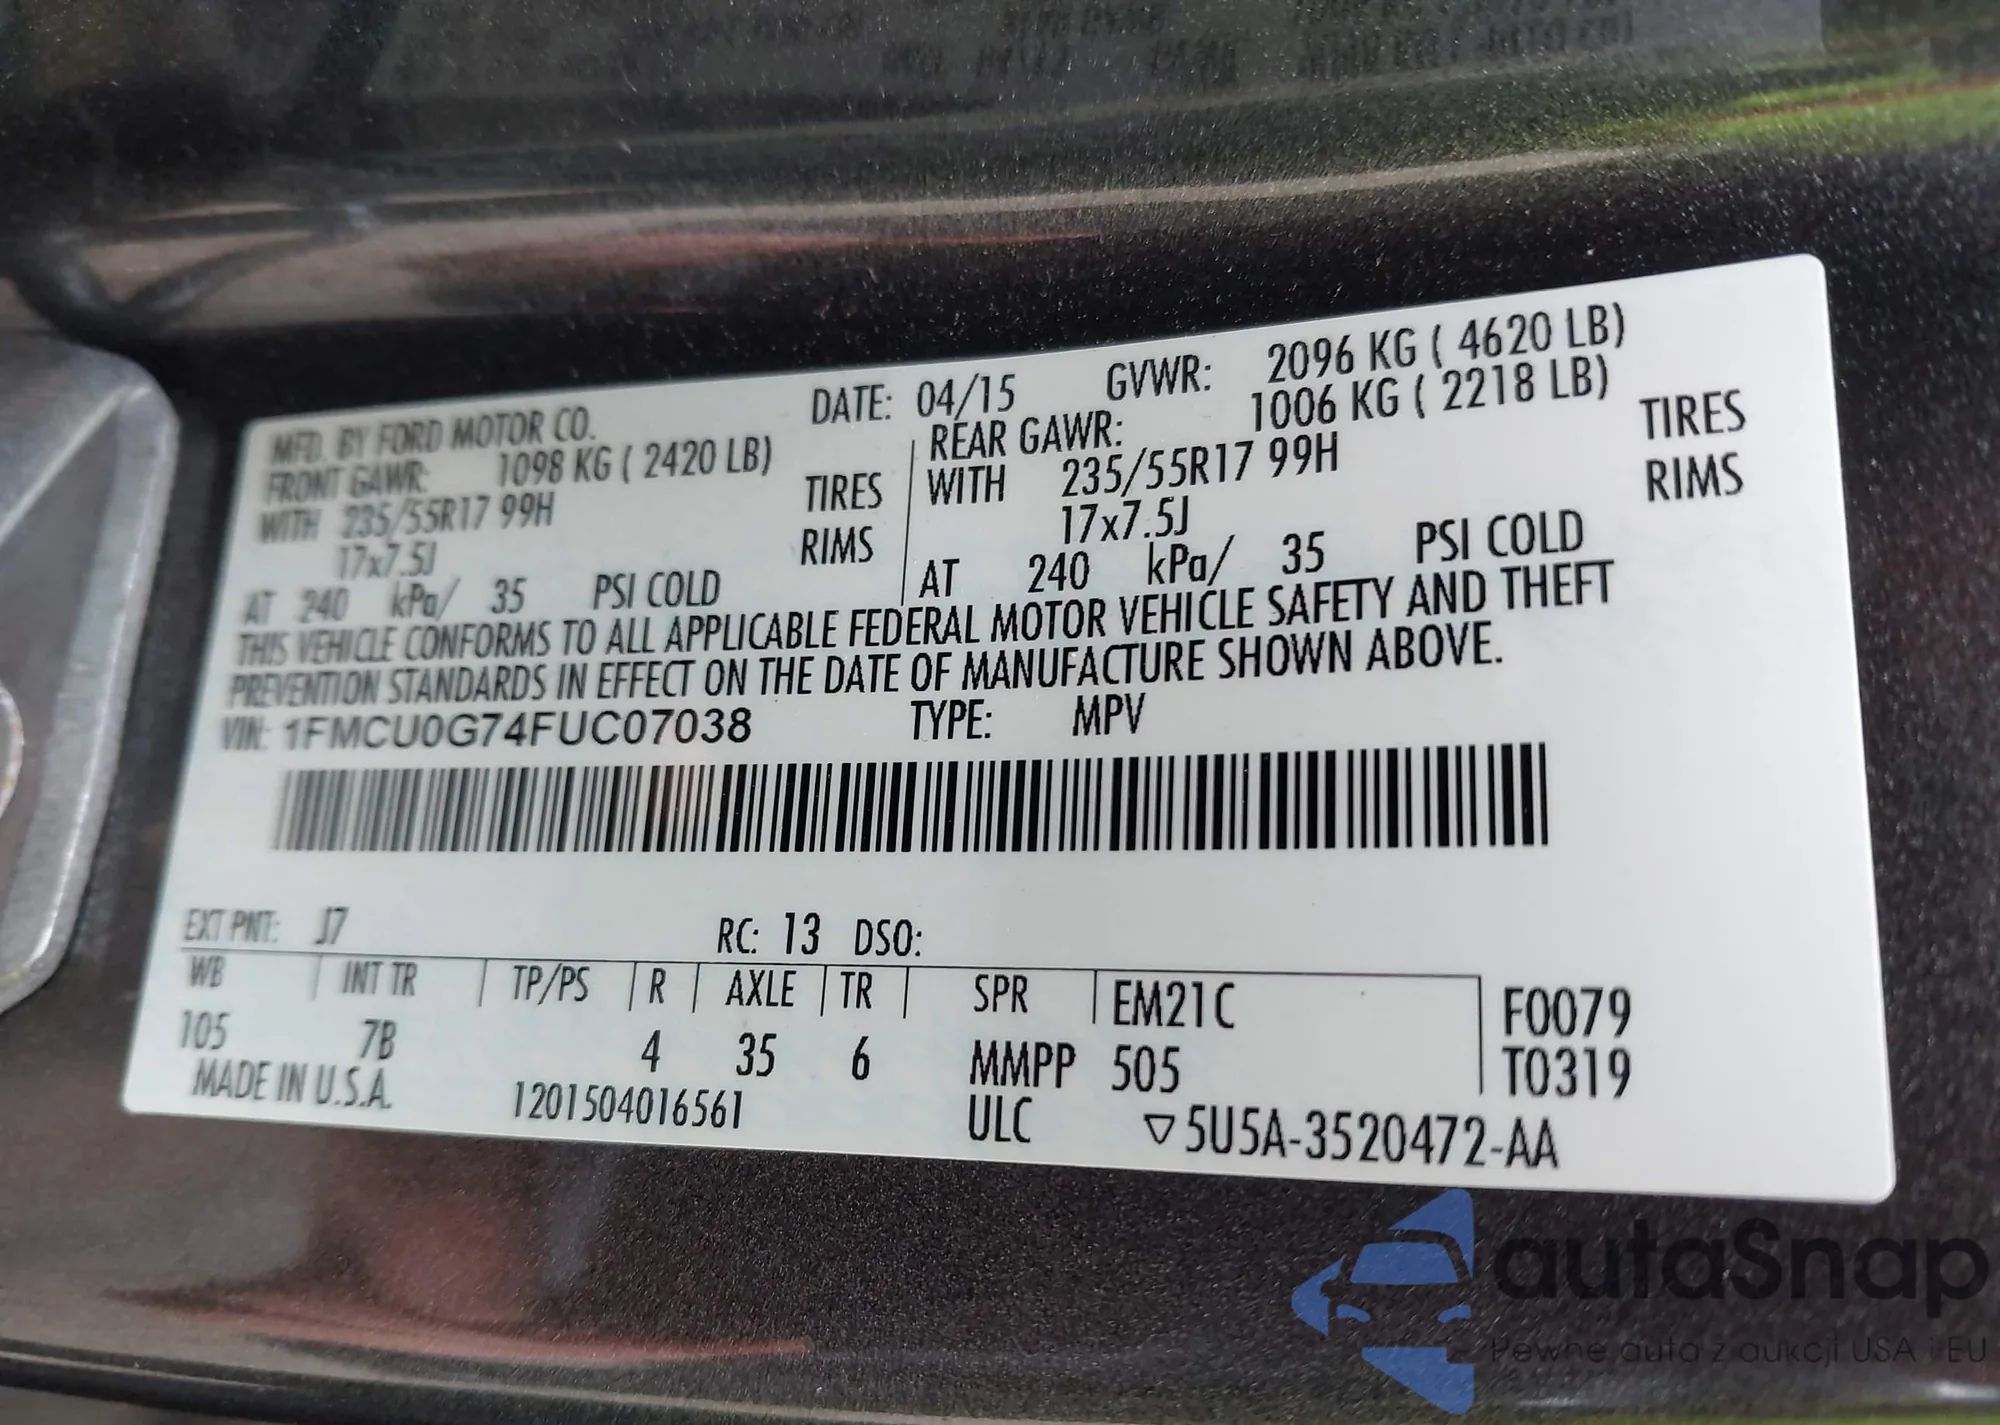 MFD. BY FORD MOTOR CO. DATE: 04/15 GVWR: 2096 KG ( 4620 LB)
FRONT GAWR: 1098 KG ( 2420 LB) REAR GAWR: 1006 KG ( 2218 LB)
WITH 235/55R17 99H TIRES WITH 235/55R17 99H TIRES
17x7.5J RIMS 17x7.5J RIMS
AT 240 kPa/ 35 PSI COLD AT 240 kPa/ 35 PSI COLD
THIS VEHICLE CONFORMS TO ALL APPLICABLE FEDERAL MOTOR VEHICLE SAFETY AND THEFT
PREVENTION STANDARDS IN EFFECT ON THE DATE OF MANUFACTURE SHOWN ABOVE.
VIN: 1FMCU0G74FUC07038 TYPE: MPV
EXT PNT: J7 RC: 13 DSO:
WB INT TR TP/PS R AXLE TR SPR EM21C F0079
105 7B 4 35 6 MMPP 505 T0319
MADE IN U.S.A. 1201504016561 ULC ▽5U5A-3520472-AA
autaSnap
Pewne auta z aukcji USA i EU